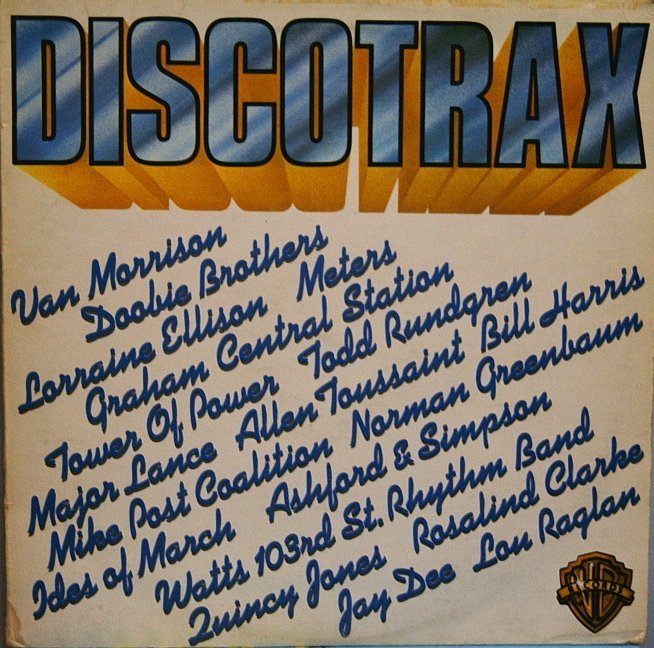 DISCOTRAX
Van Morrison
Doobie Brothers
Lorraine Ellison Meters
Graham Central Station
Tower Of Power Todd Rundgren
Major Lance Allen Toussaint Bill Harris
Mike Post Coalition Norman Greenbaum
Ides of March Ashford & Simpson
Watts 103rd St. Rhythm Band
Quincy Jones Rosalind Clarke
Jay Dee Lou Raglan
WB
RECORDS